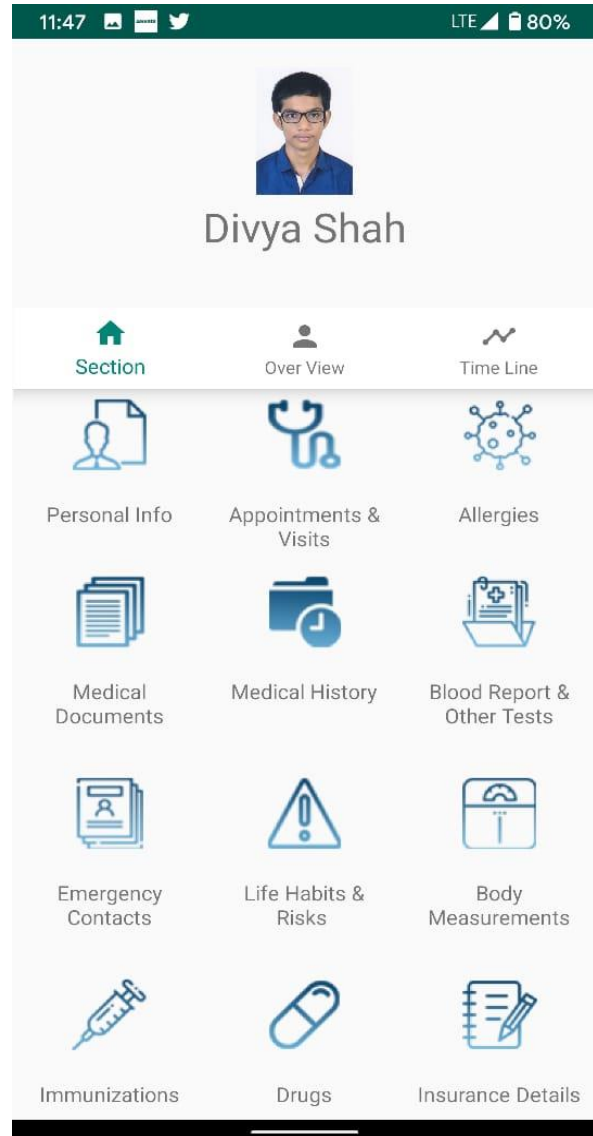 11:47 LTE 80%
Divya Shah
Section Over View Time Line
Personal Info Appointments & Allergies
Visits
Medical Medical History Blood Report &
Documents Other Tests
Emergency Life Habits & Body
Contacts Risks Measurements
Immunizations Drugs Insurance Details